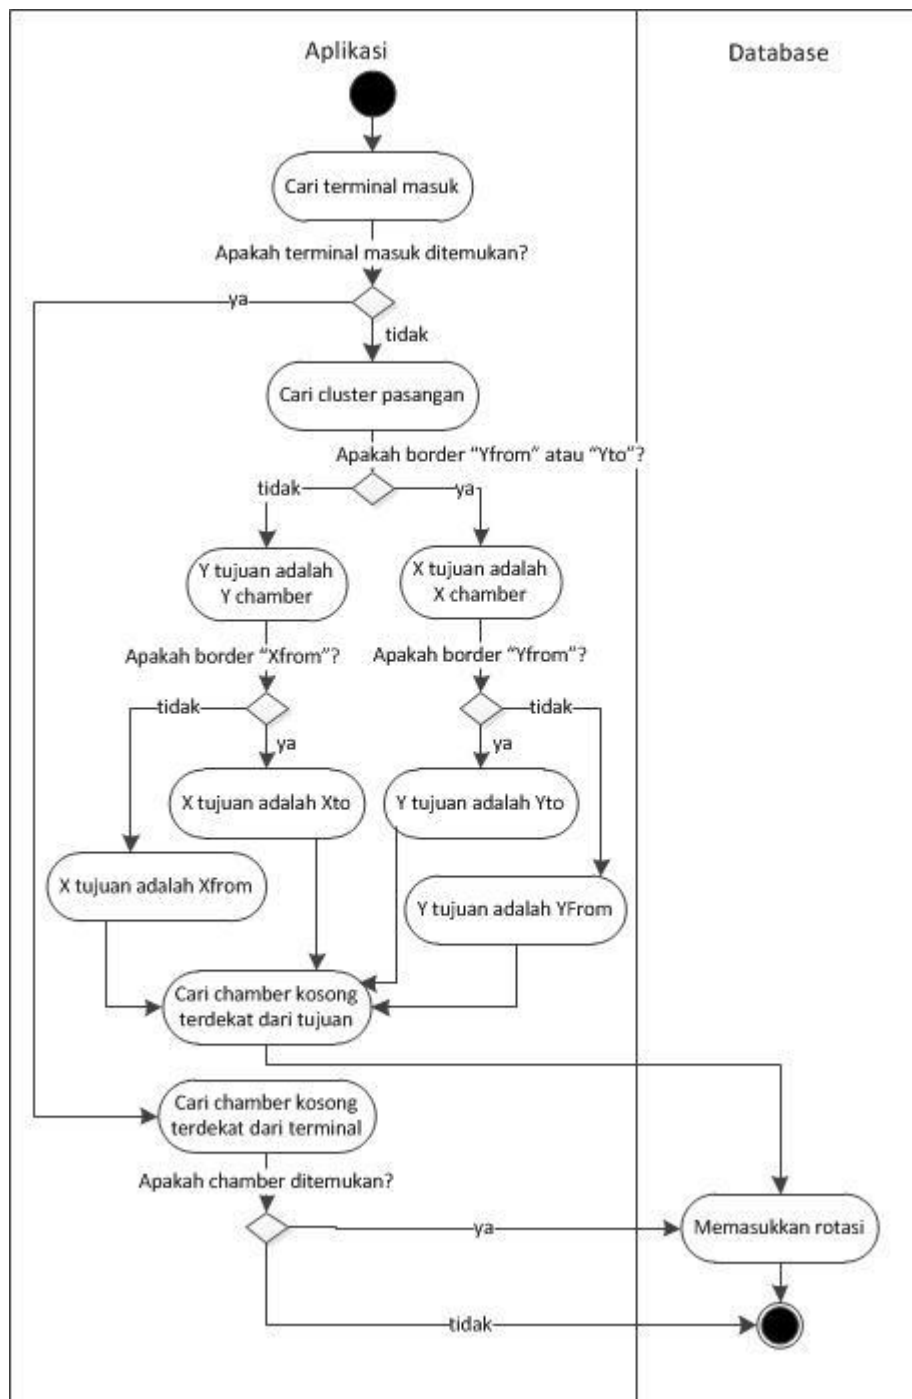 Aplikasi
Database
Cari terminal masuk
Apakah terminal masuk ditemukan?
ya
tidak
Cari cluster pasangan
Apakah border “Yfrom” atau “Yto”?
tidak
ya
Y tujuan adalah
Y chamber
X tujuan adalah
X chamber
Apakah border “Xfrom”?
Apakah border “Yfrom”?
tidak
tidak
ya
ya
X tujuan adalah Xto
Y tujuan adalah Yto
X tujuan adalah Xfrom
Y tujuan adalah YFrom
Cari chamber kosong
terdekat dari tujuan
Cari chamber kosong
terdekat dari terminal
Apakah chamber ditemukan?
ya
Memasukkan rotasi
tidak